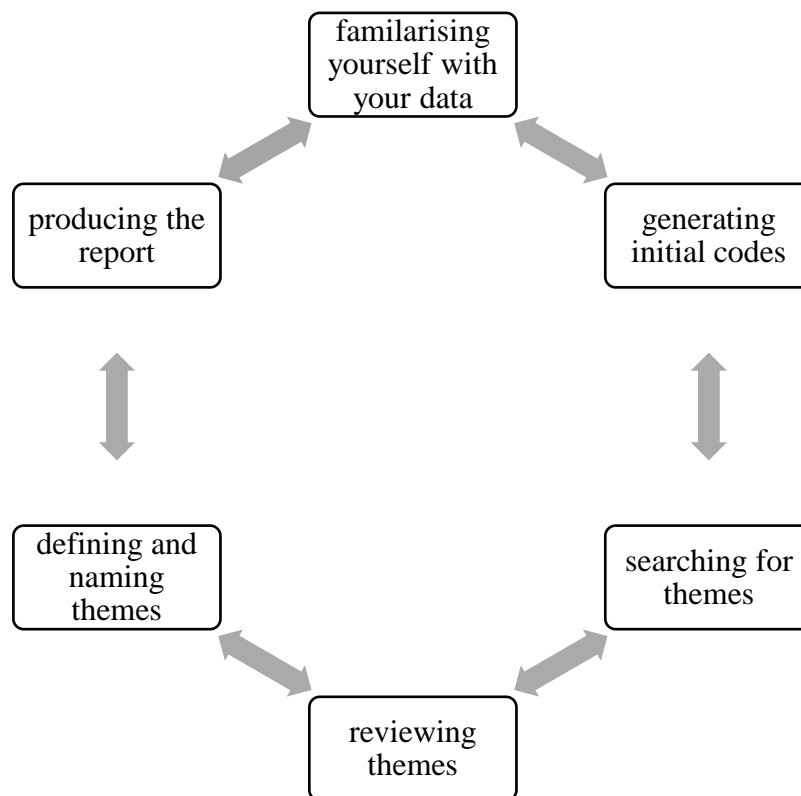 familarising
yourself with
your data
producing the
report
generating
initial codes
defining and
naming
themes
searching for
themes
reviewing
themes